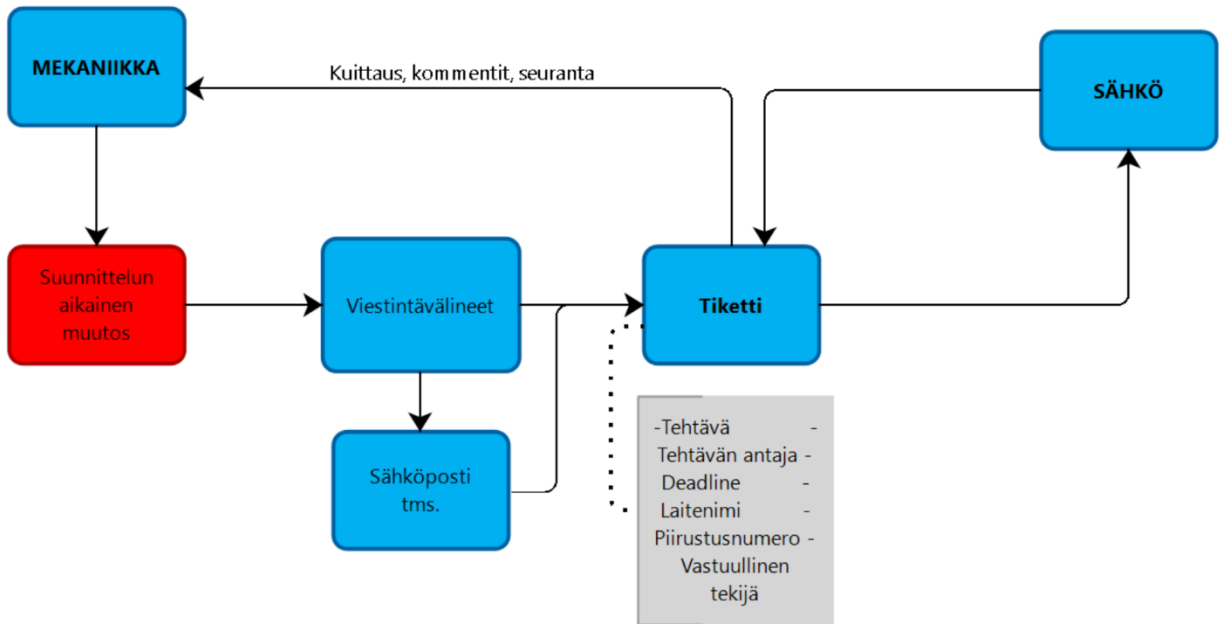 MEKANIIKKA
Kuittaus, kommentit, seuranta
SÄHKÖ
Suunnittelun
aikainen
muutos
Viestintävälineet
Tiketti
Sähköposti
tms.
-Tehtävä -
Tehtävän antaja -
Deadline -
Laitenimi -
Piirustusnumero -
Vastuullinen
tekijä